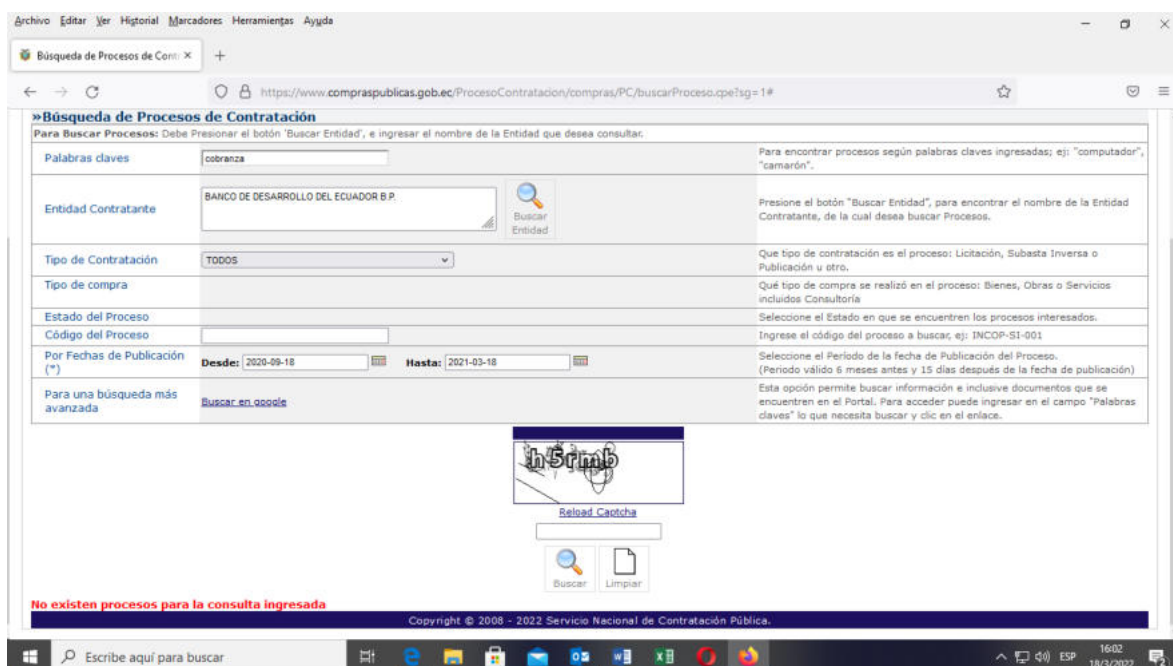 Archivo Editar Ver Historial Marcadores Herramientas Ayuda
Búsqueda de Procesos de Cont
https://www.compraspublicas.gob.ec/ProcesoContratacion/compras/PC/buscarProceso.cpe?sg=1#
»Búsqueda de Procesos de Contratación
Para Buscar Procesos: Debe Presionar el botón 'Buscar Entidad', e ingresar el nombre de la Entidad que desea consultar.
Palabras claves
cobranza
Para encontrar procesos según palabras claves ingresadas; ej: "computador",
"camarón".
Entidad Contratante
BANCO DE DESARROLLO DEL ECUADOR B.P.
Buscar
Entidad
Presione el botón "Buscar Entidad", para encontrar el nombre de la Entidad
Contratante, de la cual desea buscar Procesos.
Tipo de Contratación
TODOS
Que tipo de contratación es el proceso: Licitación, Subasta Inversa o
Publicación u otro.
Tipo de compra
Qué tipo de compra se realizó en el proceso: Bienes, Obras o Servicios
incluidos Consultoría
Estado del Proceso
Seleccione el Estado en que se encuentren los procesos interesados.
Código del Proceso
Ingrese el código del proceso a buscar, ej: INCOP-SI-001
Por Fechas de Publicación
(*)
Desde: 2020-09-18 Hasta: 2021-03-18
Seleccione el Período de la fecha de Publicación del Proceso.
(Periodo válido 6 meses antes y 15 días después de la fecha de publicación)
Para una búsqueda más
avanzada
Buscar en google
Esta opción permite buscar información e inclusive documentos que se
encuentren en el Portal. Para acceder puede ingresar en el campo "Palabras
claves" lo que necesita buscar y clic en el enlace.
h5rmb
Reload Captcha
Buscar Limpiar
No existen procesos para la consulta ingresada
Copyright © 2008 - 2022 Servicio Nacional de Contratación Pública.
Escribe aquí para buscar
ESP
16:02
18/3/2022